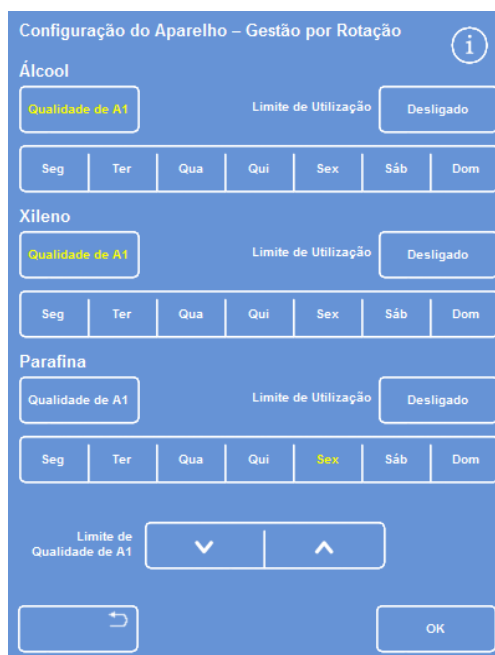 Configuração do Aparelho – Gestão por Rotação
i
Álcool
Qualidade de A1 Limite de Utilização Desligado
Seg Ter Qua Qui Sex Sáb Dom
Xileno
Qualidade de A1 Limite de Utilização Desligado
Seg Ter Qua Qui Sex Sáb Dom
Parafina
Qualidade de A1 Limite de Utilização Desligado
Seg Ter Qua Qui Sex Sáb Dom
Limite de
Qualidade de A1
OK